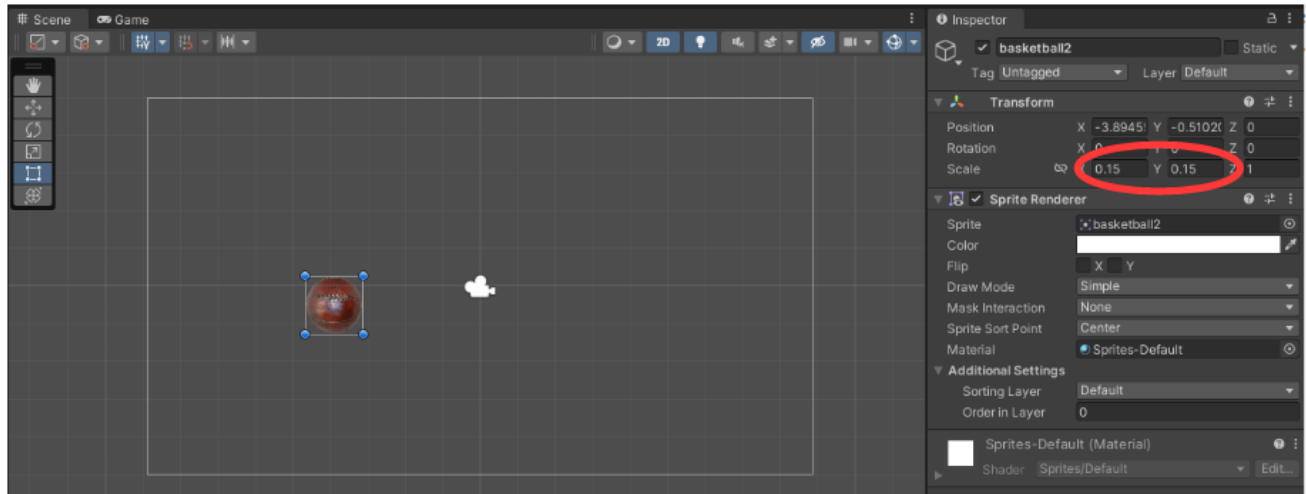 Scene Game
2D
Inspector
basketball2 Static
Tag Untagged Layer Default
Transform
Position X -3.8945 Y -0.5102 Z 0
Rotation X 0 Y 0 Z 0
Scale 0.15 Y 0.15 Z 1
Sprite Renderer
Sprite basketball2
Color
Flip X Y
Draw Mode Simple
Mask Interaction None
Sprite Sort Point Center
Material Sprites-Default
Additional Settings
Sorting Layer Default
Order in Layer 0
Sprites-Default (Material)
Shader Sprites/Default Edit...